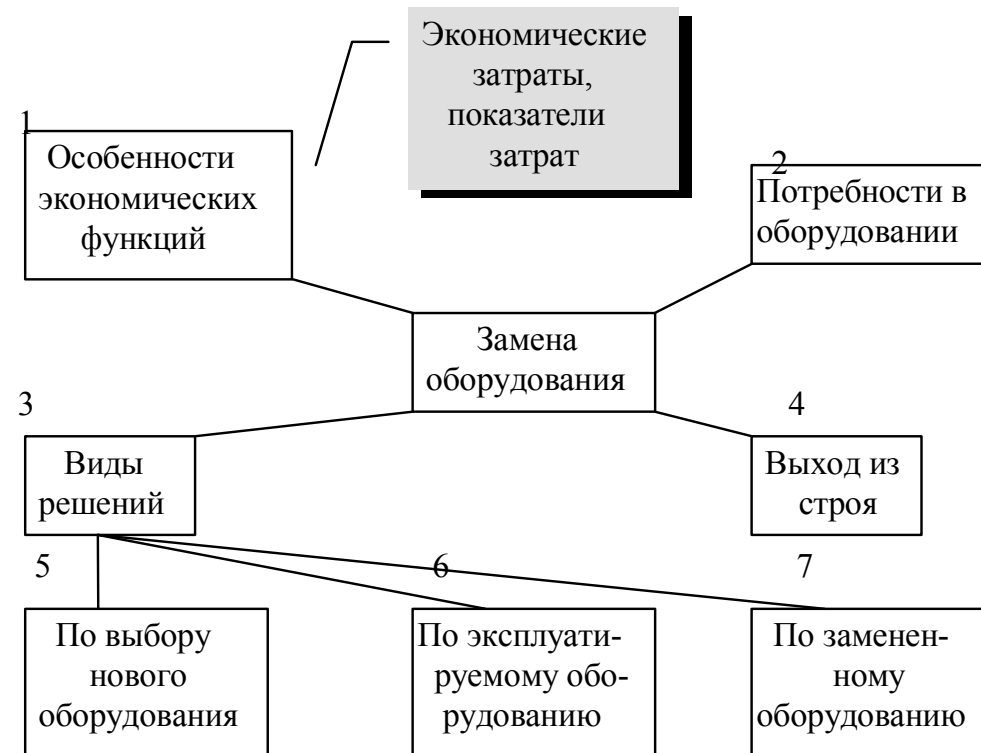 Экономические
затраты,
показатели
затрат
1
Особенности
экономических
функций
2
Потребности в
оборудовании
Замена
оборудования
3
Виды
решений
4
Выход из
строя
5
По выбору
нового
оборудования
6
По эксплуати-
руемому обо-
рудованию
7
По заменен-
ному
оборудованию